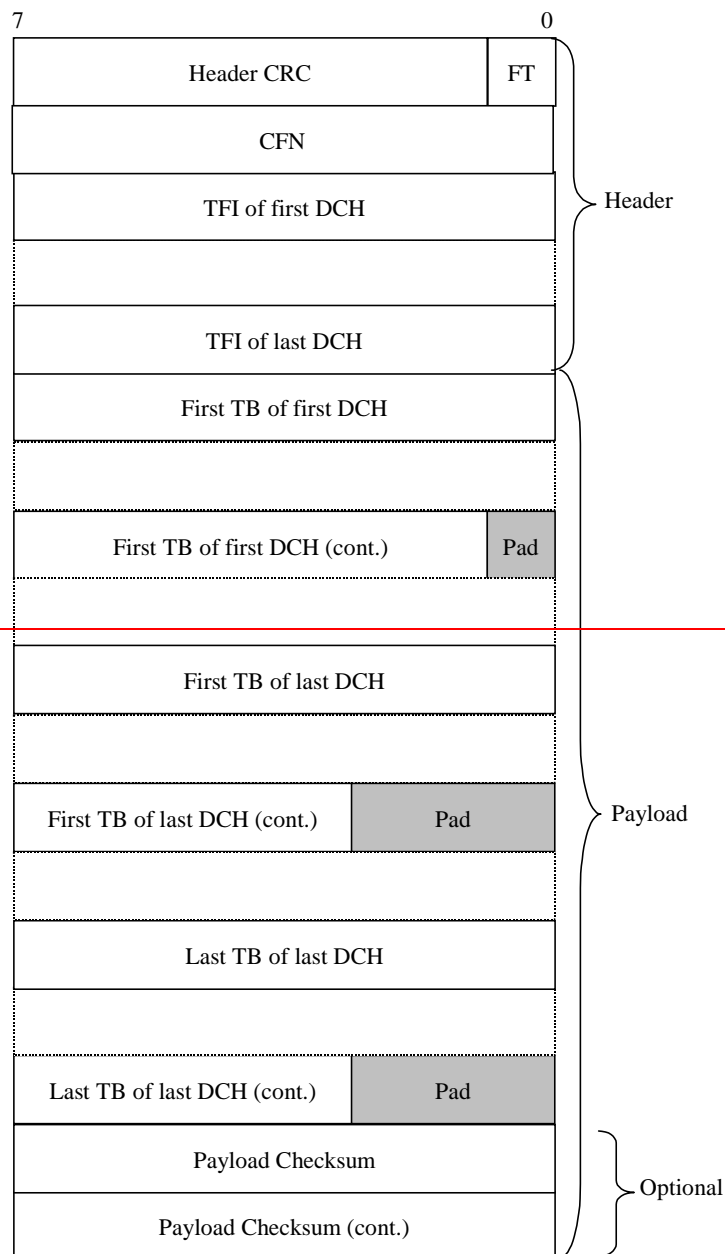 7 0
Header CRC FT
CFN
TFI of first DCH
Header
TFI of last DCH
First TB of first DCH
First TB of first DCH (cont.) Pad
First TB of last DCH
First TB of last DCH (cont.) Pad
Payload
Last TB of last DCH
Last TB of last DCH (cont.) Pad
Payload Checksum
Optional
Payload Checksum (cont.)